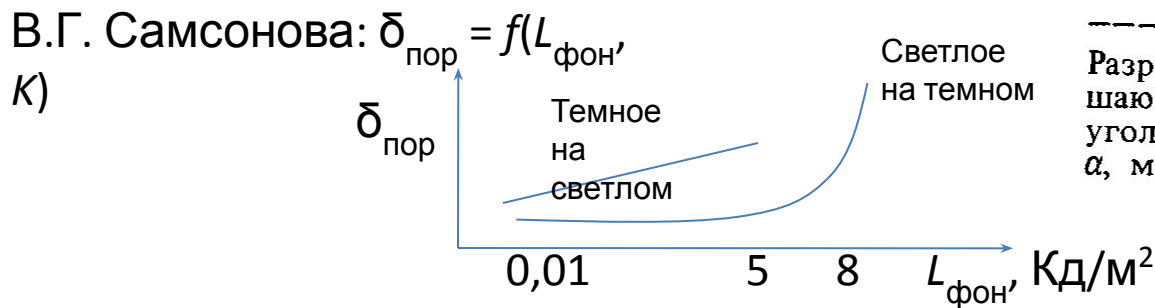 В.Г. Самсонова: δпор = f(Lфон,
K)
δпор
Темное
на
светлом
Светлое
на темном
Разр
шаю
угол
α, м
0,01 5 8 Lфон, Кд/м²